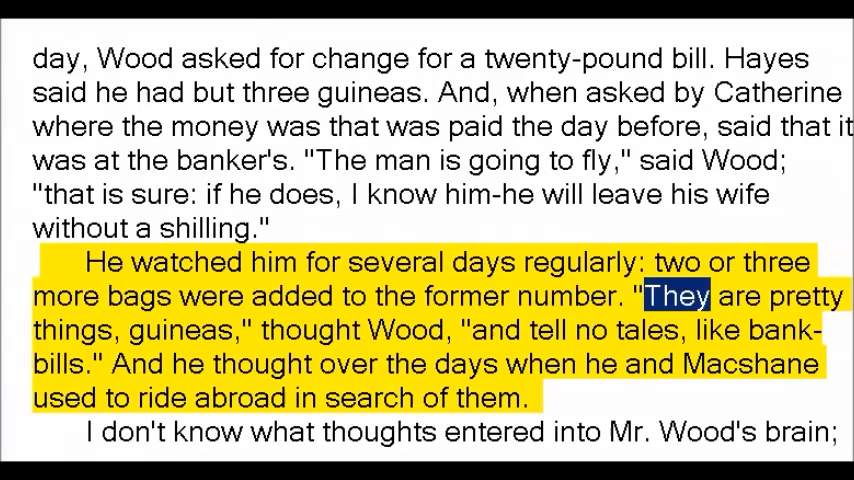 day, Wood asked for change for a twenty-pound bill. Hayes
said he had but three guineas. And, when asked by Catherine
where the money was that was paid the day before, said that it
was at the banker's. "The man is going to fly," said Wood;
"that is sure: if he does, I know him-he will leave his wife
without a shilling."
He watched him for several days regularly: two or three
more bags were added to the former number. "They are pretty
things, guineas," thought Wood, "and tell no tales, like bank-
bills." And he thought over the days when he and Macshane
used to ride abroad in search of them.
I don't know what thoughts entered into Mr. Wood's brain;